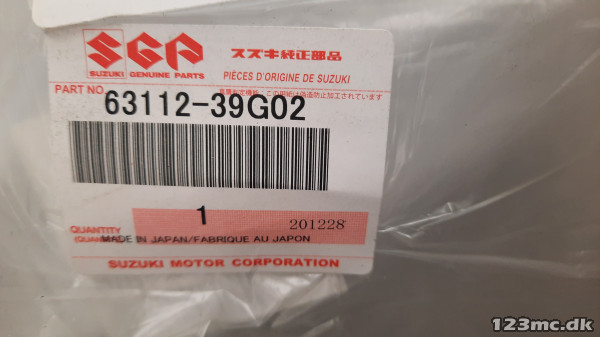 SGP
スズキ純正部品
SUZUKI GENUINE PARTS
PIÈCES D'ORIGINE DE SUZUKI
PART NO.
63112-39G02
1
201228
QUANTITY
MADE IN JAPAN/FABRIQUE AU JAPON
SUZUKI MOTOR CORPORATION
123mc.dk